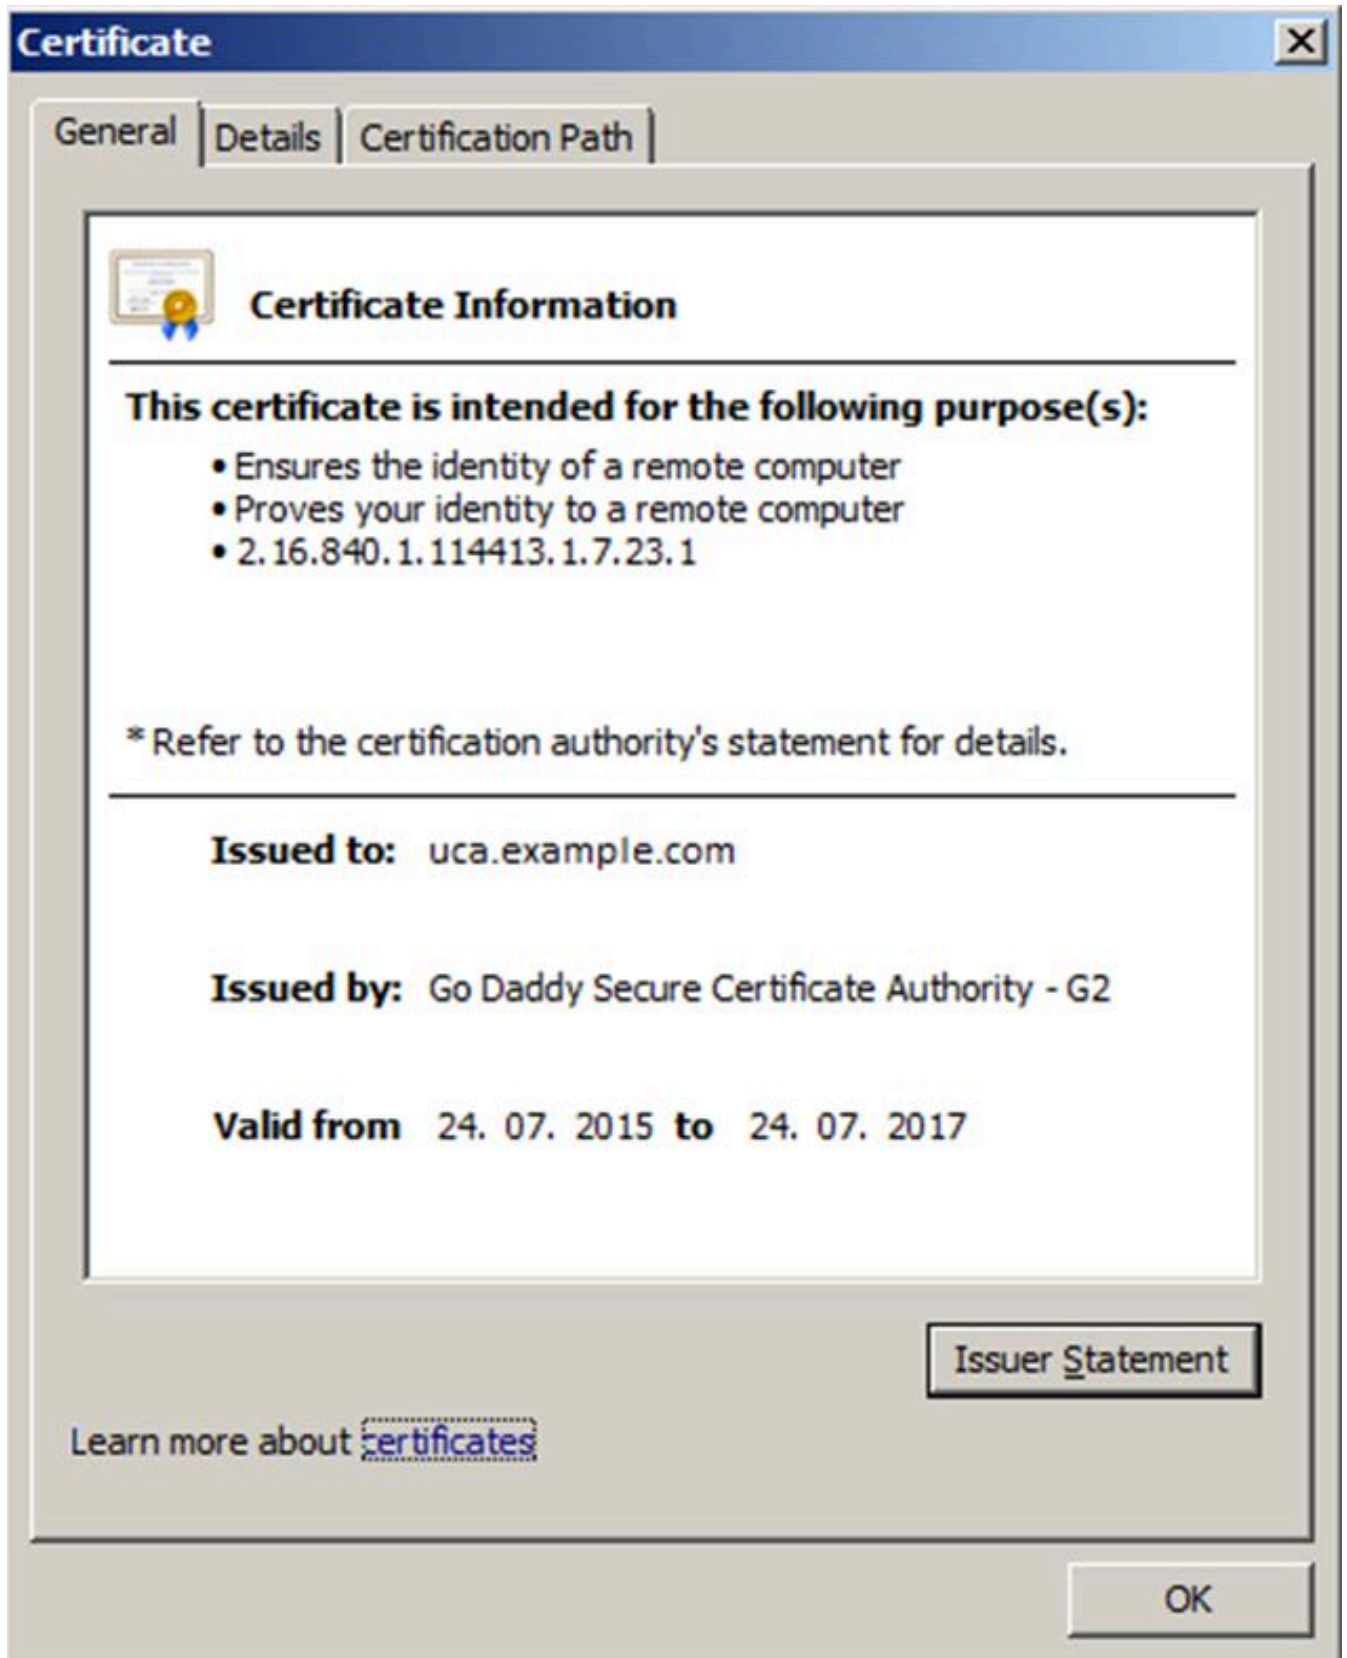 Certificate
General
Details
Certification Path
Certificate Information
This certificate is intended for the following purpose(s):
• Ensures the identity of a remote computer
• Proves your identity to a remote computer
• 2.16.840.1.114413.1.7.23.1
* Refer to the certification authority's statement for details.
Issued to: uca.example.com
Issued by: Go Daddy Secure Certificate Authority - G2
Valid from 24. 07. 2015 to 24. 07. 2017
Issuer Statement
Learn more about certificates
OK